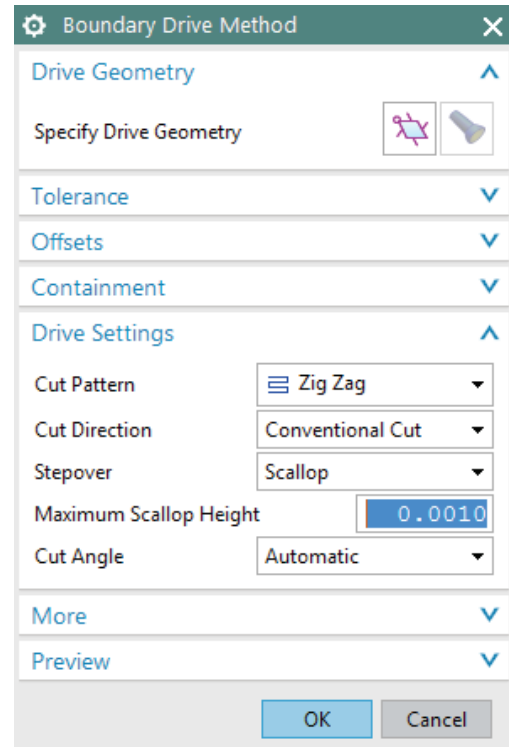 Boundary Drive Method
Drive Geometry
Specify Drive Geometry
Tolerance
Offsets
Containment
Drive Settings
Cut Pattern Zig Zag
Cut Direction Conventional Cut
Stepover Scallop
Maximum Scallop Height 0.0010
Cut Angle Automatic
More
Preview
OK Cancel